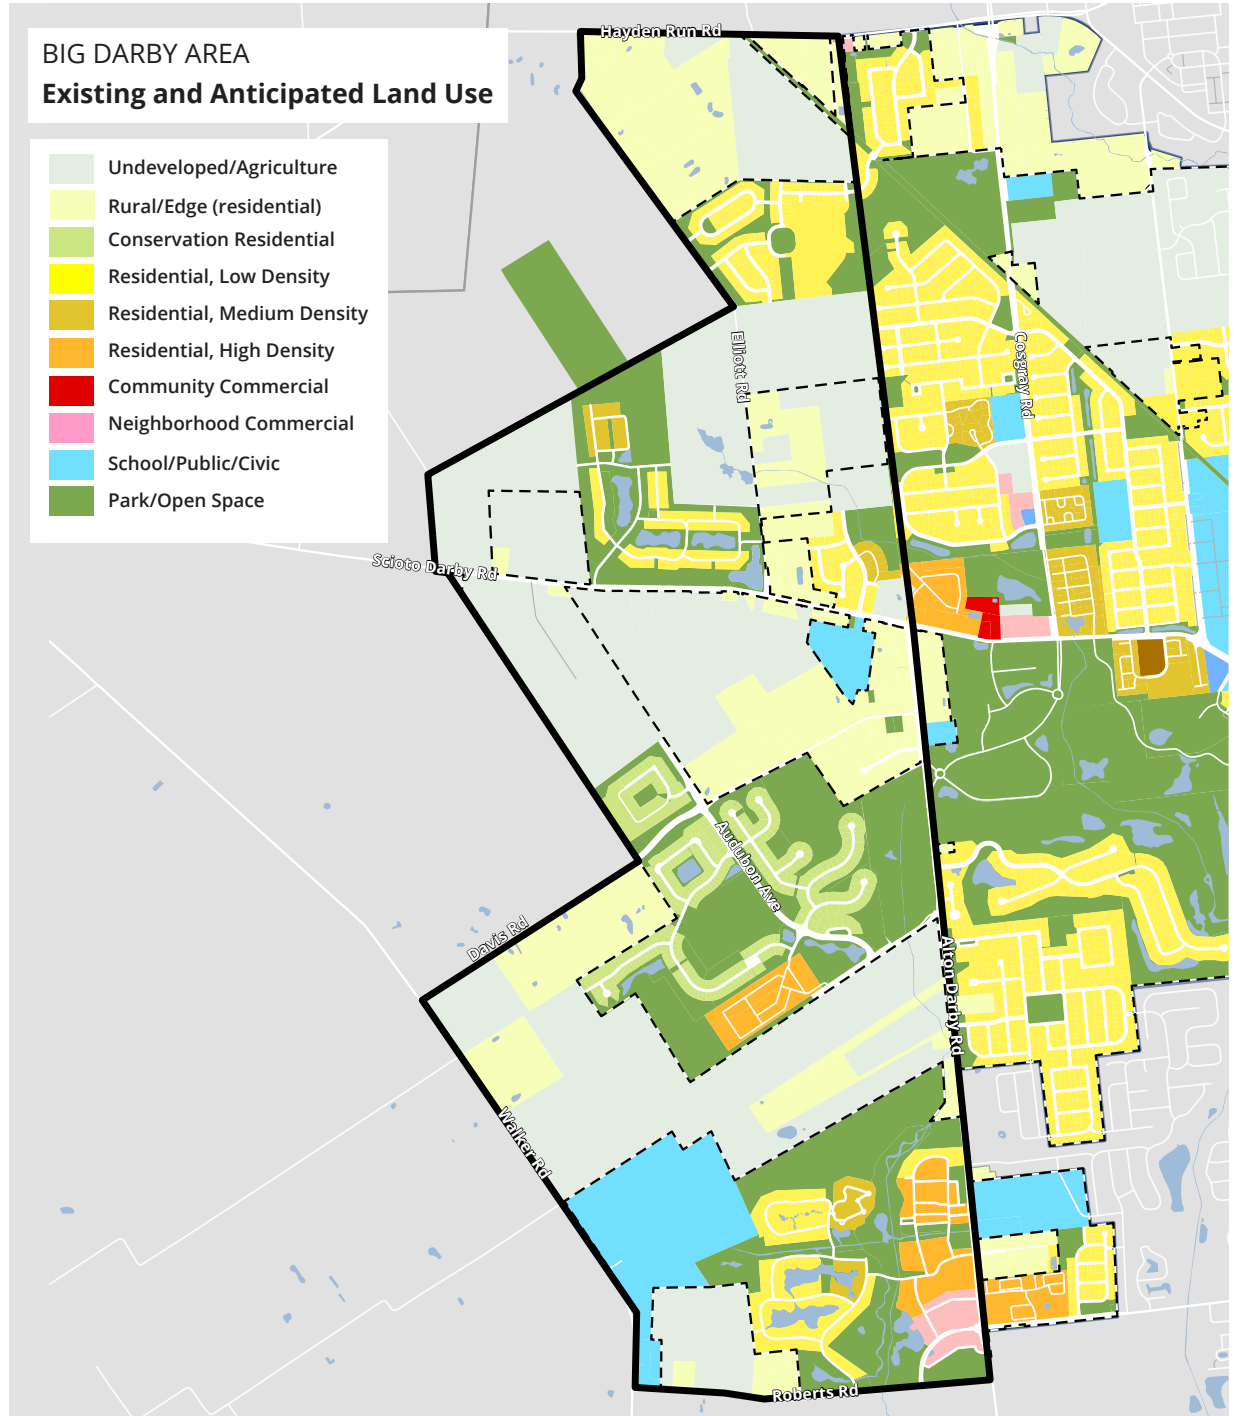 BIG DARBY AREA
Existing and Anticipated Land Use
Undeveloped/Agriculture
Rural/Edge (residential)
Conservation Residential
Residential, Low Density
Residential, Medium Density
Residential, High Density
Community Commercial
Neighborhood Commercial
School/Public/Civic
Park/Open Space
Hayden Run Rd
Elliott Rd
Cosgray Rd
Scioto Darby Rd
Audubon Ave
Davis Rd
Alton Darby Rd
Walker Rd
Roberts Rd